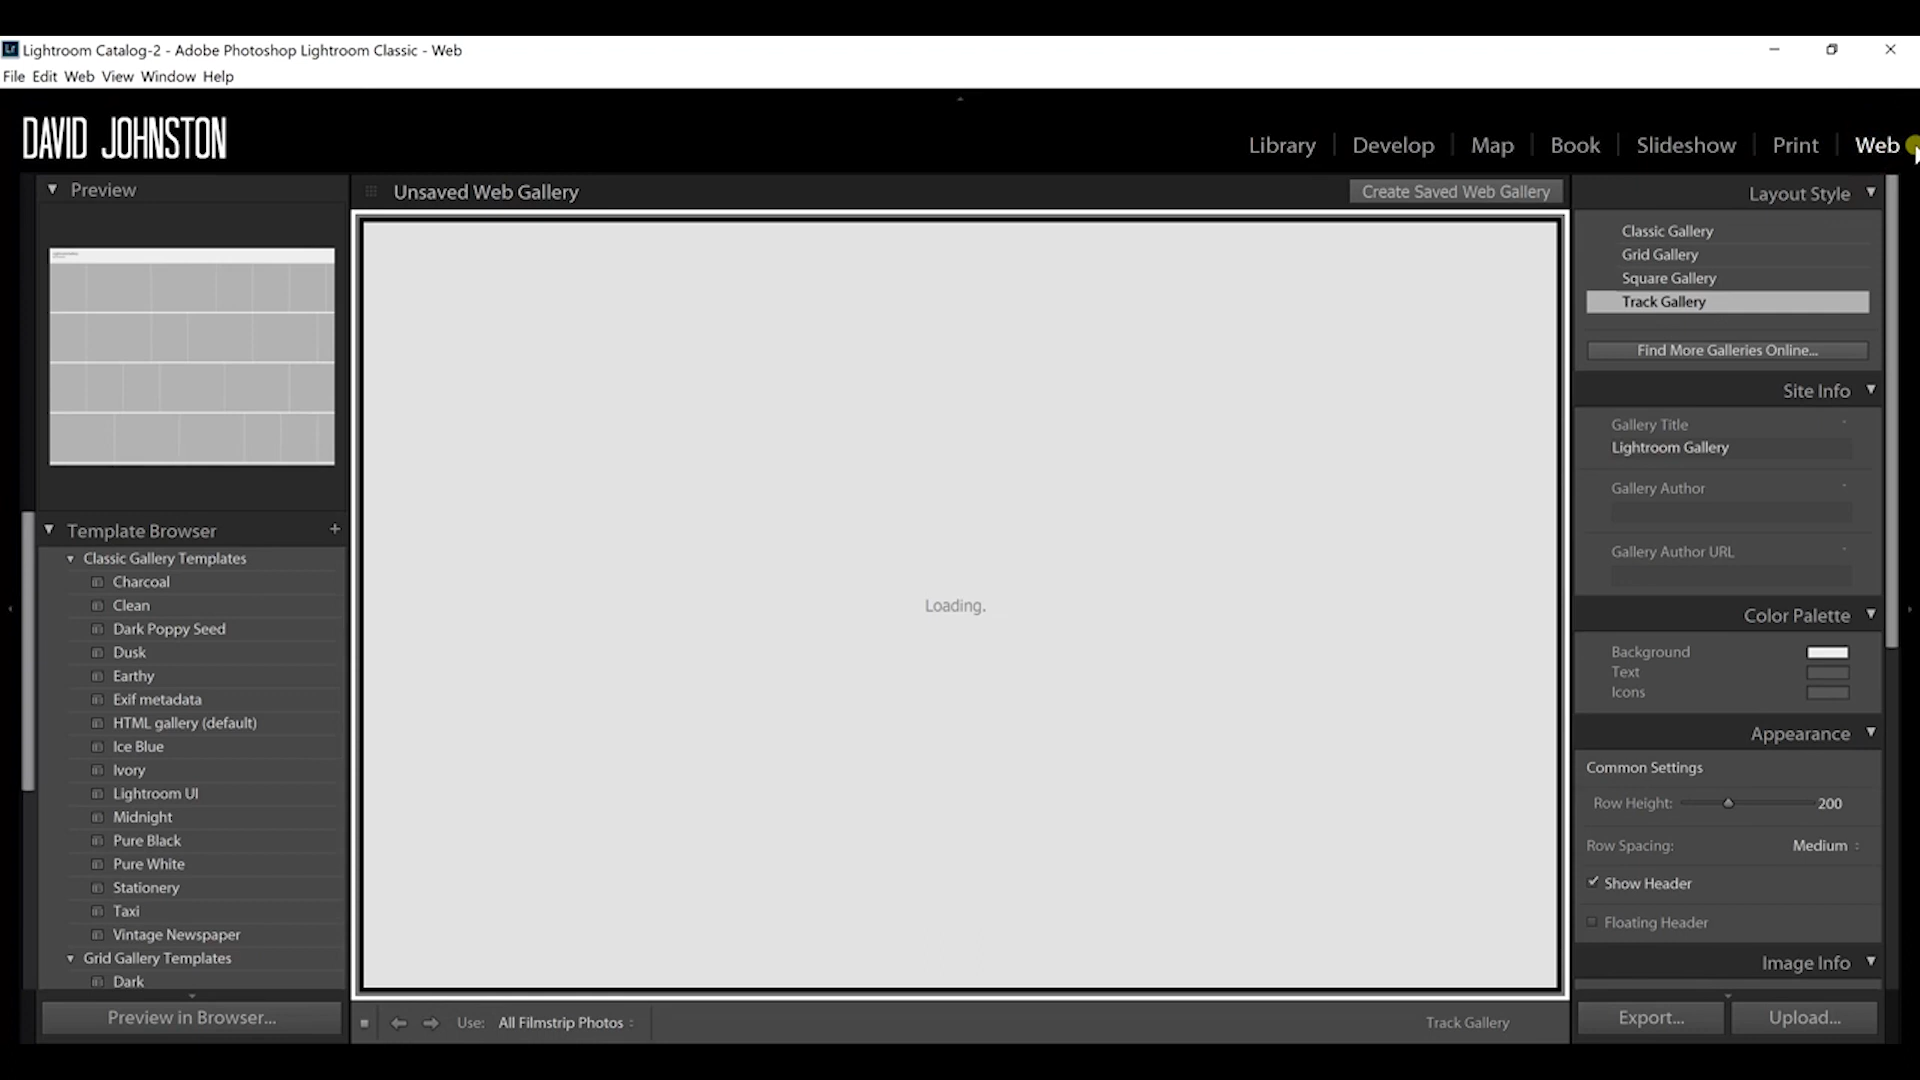 Lr Lightroom Catalog-2 - Adobe Photoshop Lightroom Classic - Web
File Edit Web View Window Help
DAVID JOHNSTON
Library Develop Map Book Slideshow Print Web
Preview
Template Browser +
Classic Gallery Templates
Charcoal
Clean
Dark Poppy Seed
Dusk
Earthy
Exif metadata
HTML gallery (default)
Ice Blue
Ivory
Lightroom UI
Midnight
Pure Black
Pure White
Stationery
Taxi
Vintage Newspaper
Grid Gallery Templates
Dark
Preview in Browser...
Unsaved Web Gallery
Create Saved Web Gallery
Loading.
Use: All Filmstrip Photos
Track Gallery
Layout Style
Classic Gallery
Grid Gallery
Square Gallery
Track Gallery
Find More Galleries Online...
Site Info
Gallery Title
Lightroom Gallery
Gallery Author
Gallery Author URL
Color Palette
Background
Text
Icons
Appearance
Common Settings
Row Height: 200
Row Spacing: Medium
Show Header
Floating Header
Image Info
Export... Upload...